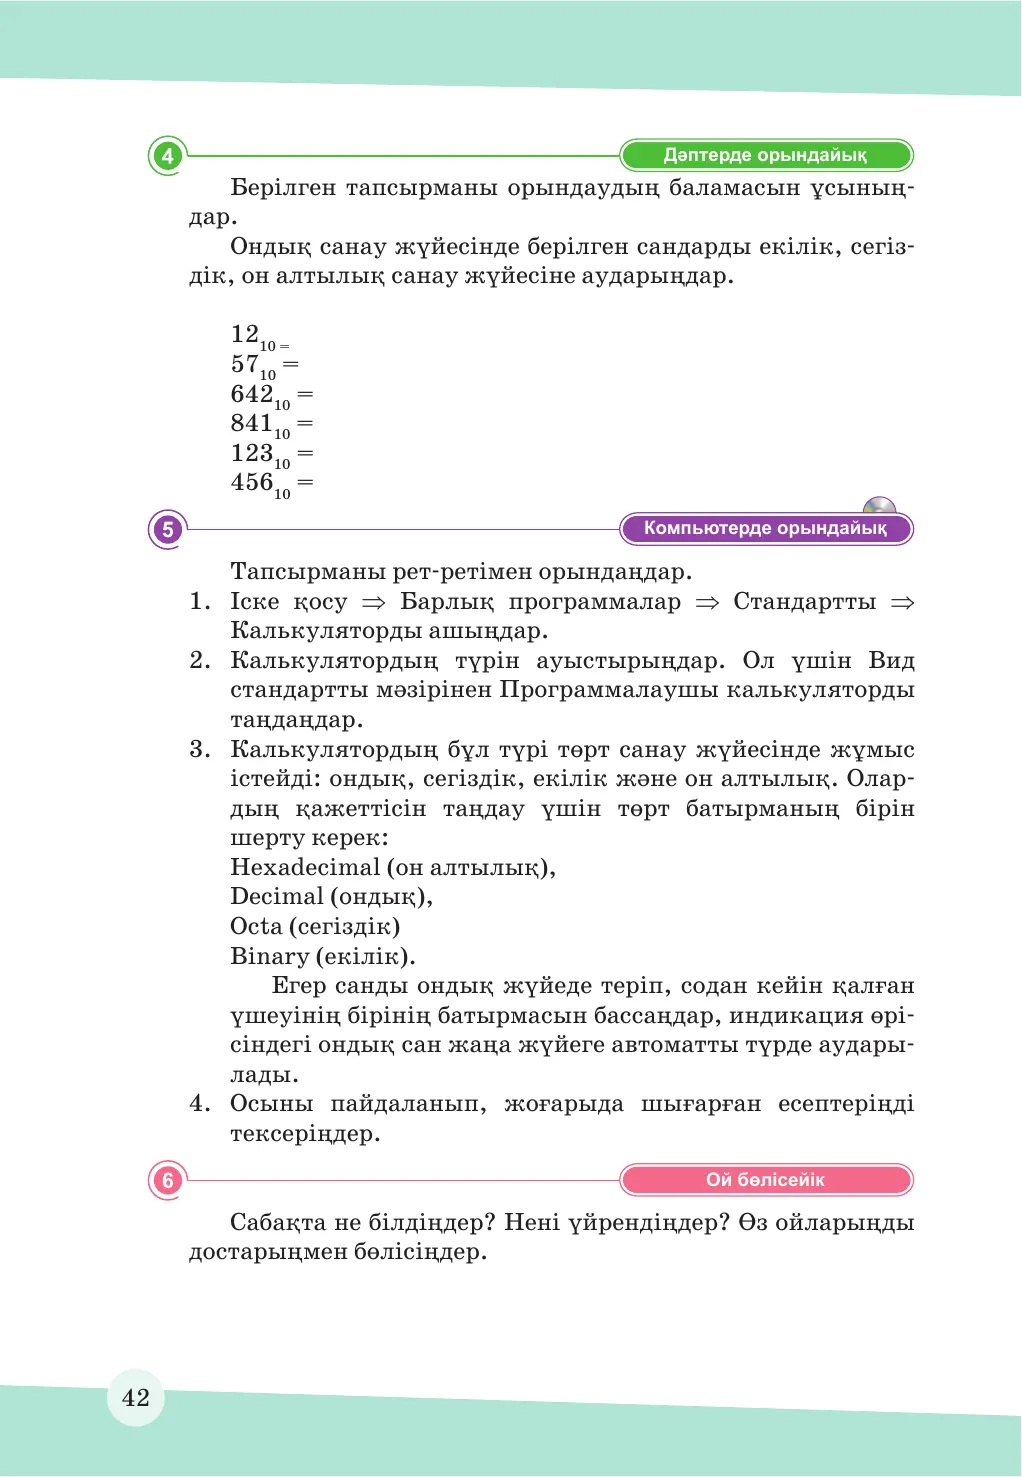 4
Дәптерде орындайық
Берілген тапсырманы орындаудың баламасын ұсының-
дар.
Ондық санау жүйесінде берілген сандарды екілік, сегіз-
дік, он алтылық санау жүйесіне аударыңдар.
12₁₀ =
57₁₀ =
642₁₀ =
841₁₀ =
123₁₀ =
456₁₀ =
5
Компьютерде орындайық
Тапсырманы рет-ретімен орындаңдар.
1. Іске қосу ⇒ Барлық программалар ⇒ Стандартты ⇒
Калькуляторды ашыңдар.
2. Калькулятордың түрін ауыстырыңдар. Ол үшін Вид
стандартты мәзірінен Программалаушы калькуляторды
таңдаңдар.
3. Калькулятордың бұл түрі төрт санау жүйесінде жұмыс
істейді: ондық, сегіздік, екілік және он алтылық. Олар-
дың қажеттісін таңдау үшін төрт батырманың бірін
шерту керек:
Hexadecimal (он алтылық),
Decimal (ондық),
Octa (сегіздік)
Binary (екілік).
Егер санды ондық жүйеде теріп, содан кейін қалған
үшеуінің бірінің батырмасын бассаңдар, индикация өрі-
сіндегі ондық сан жаңа жүйеге автоматты түрде аудары-
лады.
4. Осыны пайдаланып, жоғарыда шығарған есептеріңді
тексеріңдер.
6
Ой бөлісейік
Сабақта не білдіңдер? Нені үйрендіңдер? Өз ойларыңды
достарыңмен бөлісіңдер.
42